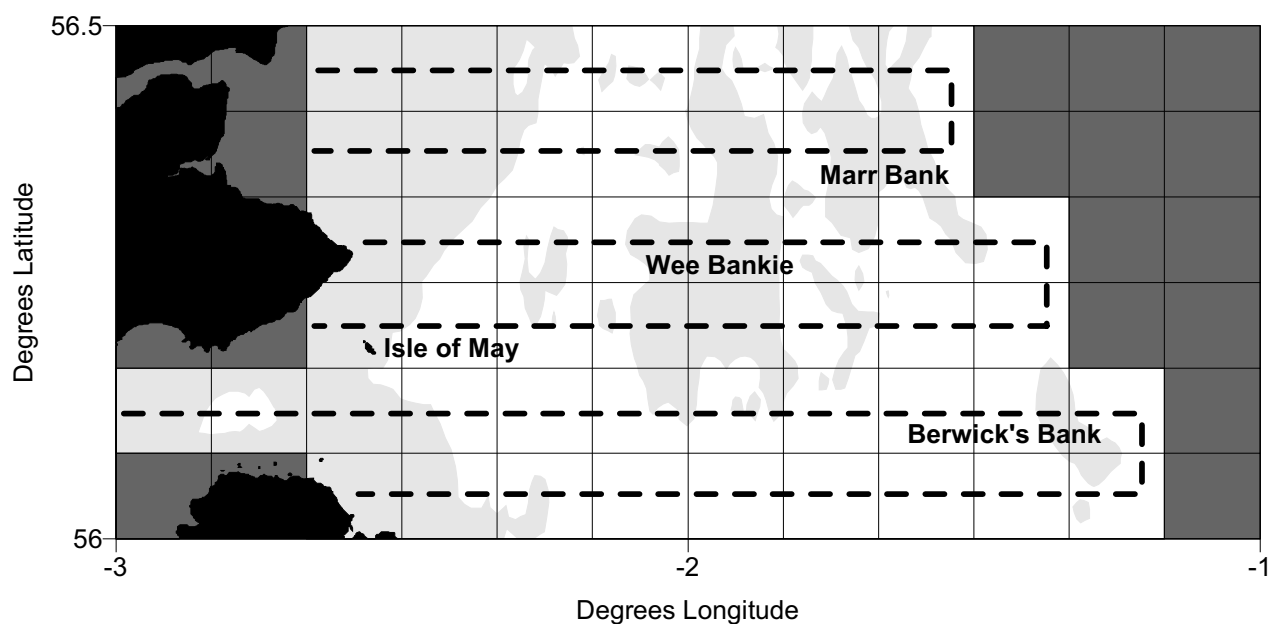 56.5
Marr Bank
Wee Bankie
Isle of May
Berwick's Bank
56
-3
-2
-1
Degrees Longitude
Degrees Latitude